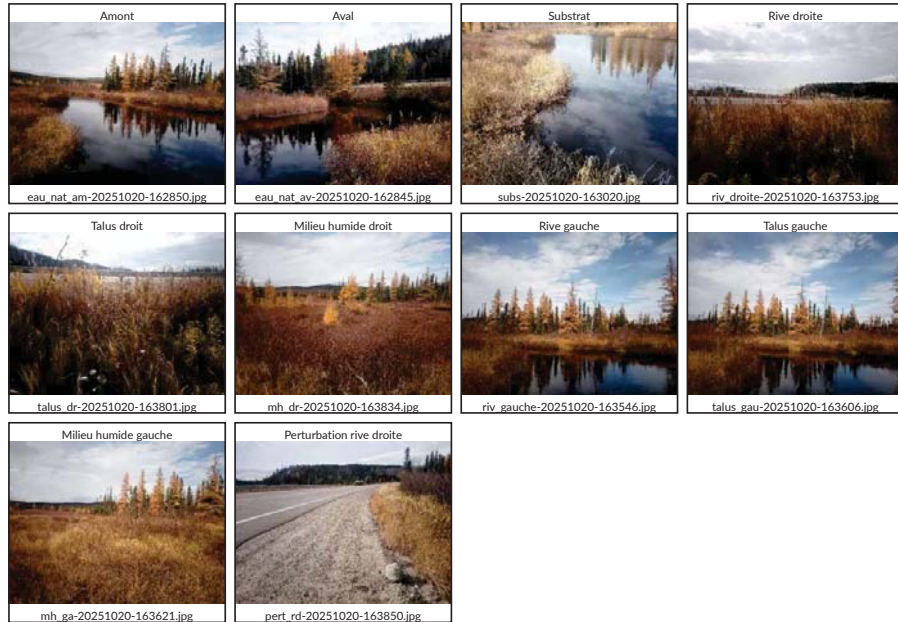 Amont
eau_nat_am-20251020-162850.jpg
Aval
eau_nat_av-20251020-162845.jpg
Substrat
subs-20251020-163020.jpg
Rive droite
riv_droite-20251020-163753.jpg
Talus droit
talus_dr-20251020-163801.jpg
Milieu humide droit
mh_dr-20251020-163834.jpg
Rive gauche
riv_gauche-20251020-163546.jpg
Talus gauche
talus_gau-20251020-163606.jpg
Milieu humide gauche
mh_ga-20251020-163621.jpg
Perturbation rive droite
pert_rd-20251020-163850.jpg